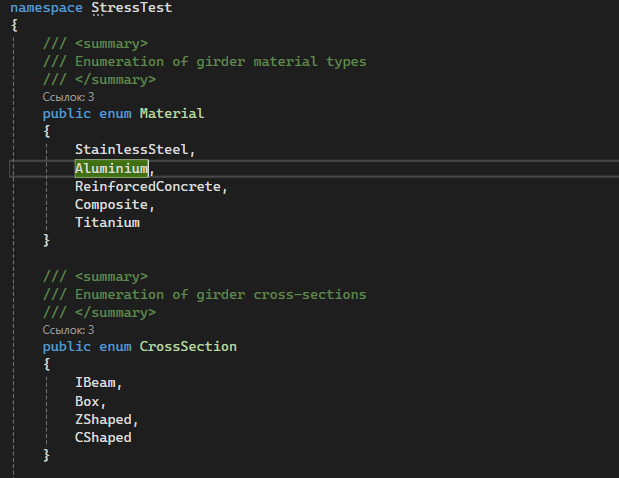 namespace StressTest
{
/// <summary>
/// Enumeration of girder material types
/// </summary>
Ссылок: 3
public enum Material
{
StainlessSteel,
Aluminium,
ReinforcedConcrete,
Composite,
Titanium
}
/// <summary>
/// Enumeration of girder cross-sections
/// </summary>
Ссылок: 3
public enum CrossSection
{
IBeam,
Box,
ZShaped,
CShaped
}